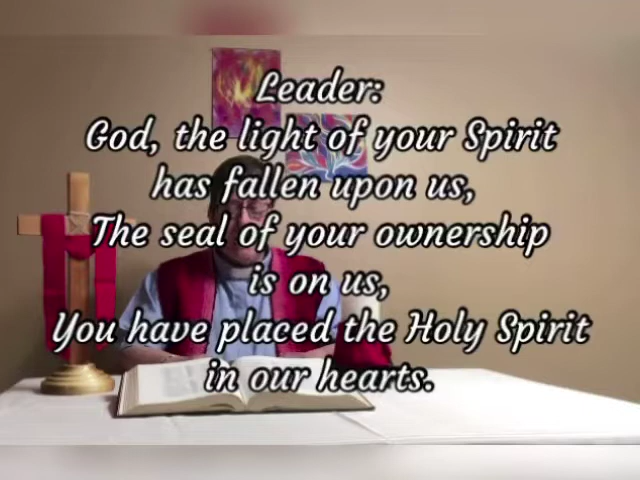 Leader:
God, the light of your Spirit
has fallen upon us,
The seal of your ownership
is on us,
You have placed the Holy Spirit
in our hearts.